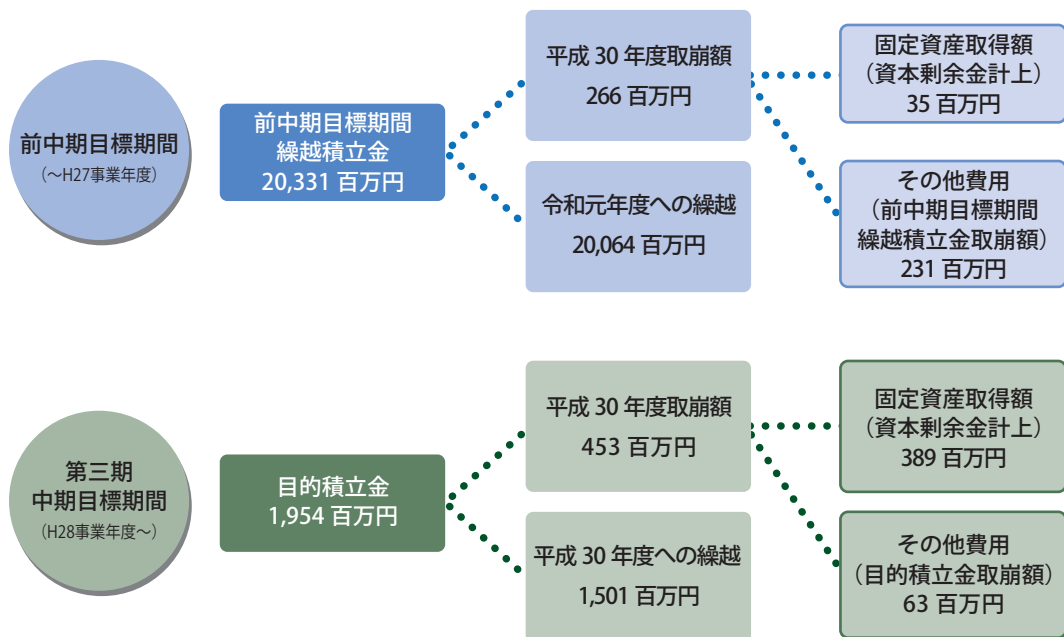 前中期目標期間
(～H27事業年度)
前中期目標期間
繰越積立金
20,331 百万円
平成 30 年度取崩額
266 百万円
令和元年度への繰越
20,064 百万円
固定資産取得額
（資本剰余金計上）
35 百万円
その他費用
（前中期目標期間
繰越積立金取崩額）
231 百万円
第三期
中期目標期間
(H28事業年度～)
目的積立金
1,954 百万円
平成 30 年度取崩額
453 百万円
平成 30 年度への繰越
1,501 百万円
固定資産取得額
（資本剰余金計上）
389 百万円
その他費用
（目的積立金取崩額）
63 百万円